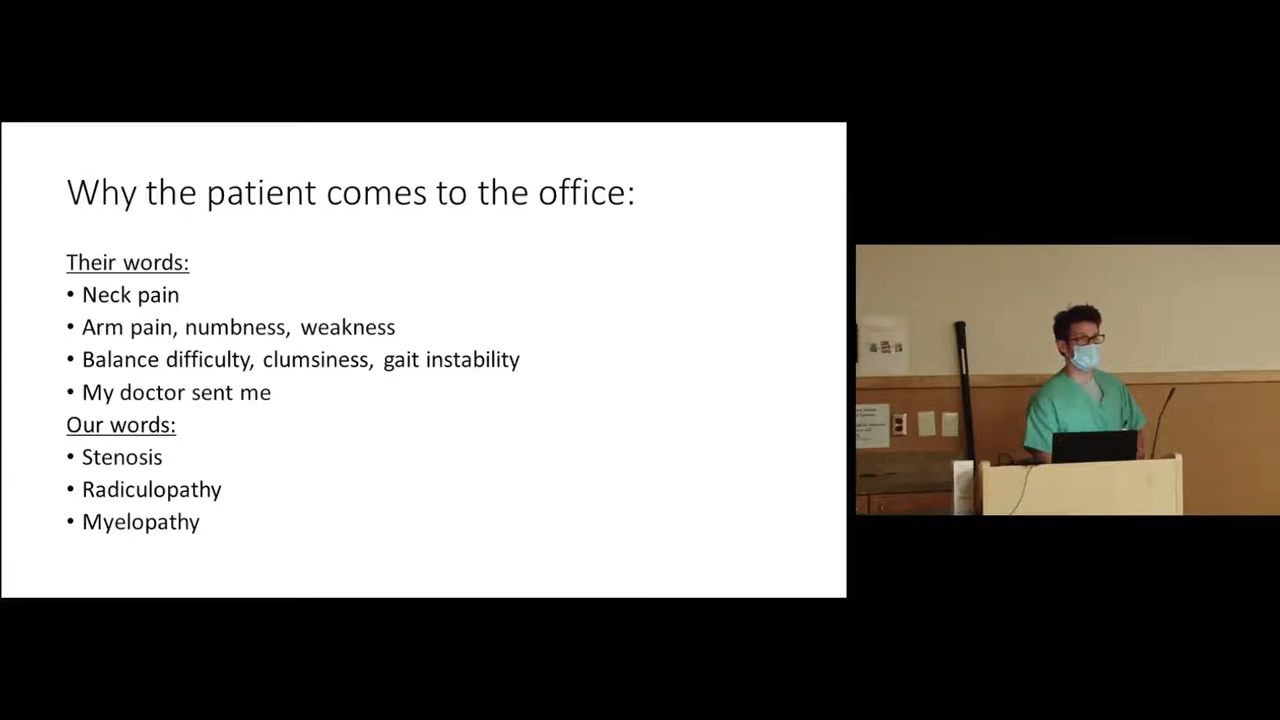 Why the patient comes to the office:
Their words:
• Neck pain
• Arm pain, numbness, weakness
• Balance difficulty, clumsiness, gait instability
• My doctor sent me
Our words:
• Stenosis
• Radiculopathy
• Myelopathy